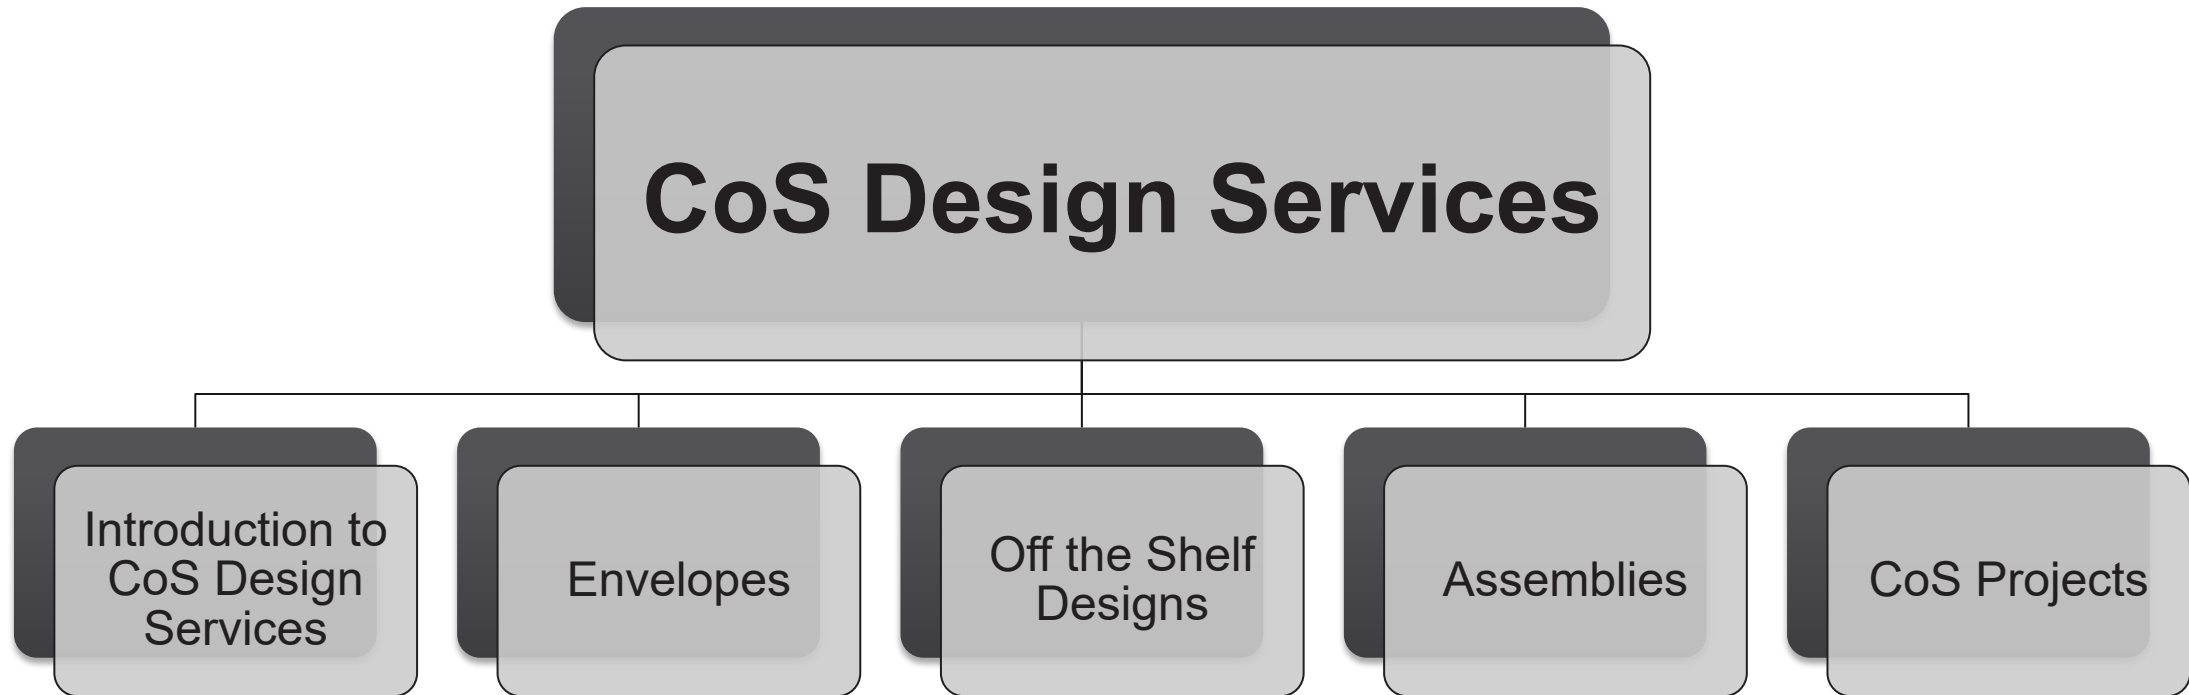 CoS Design Services
Introduction to
CoS Design
Services
Envelopes
Off the Shelf
Designs
Assemblies
CoS Projects